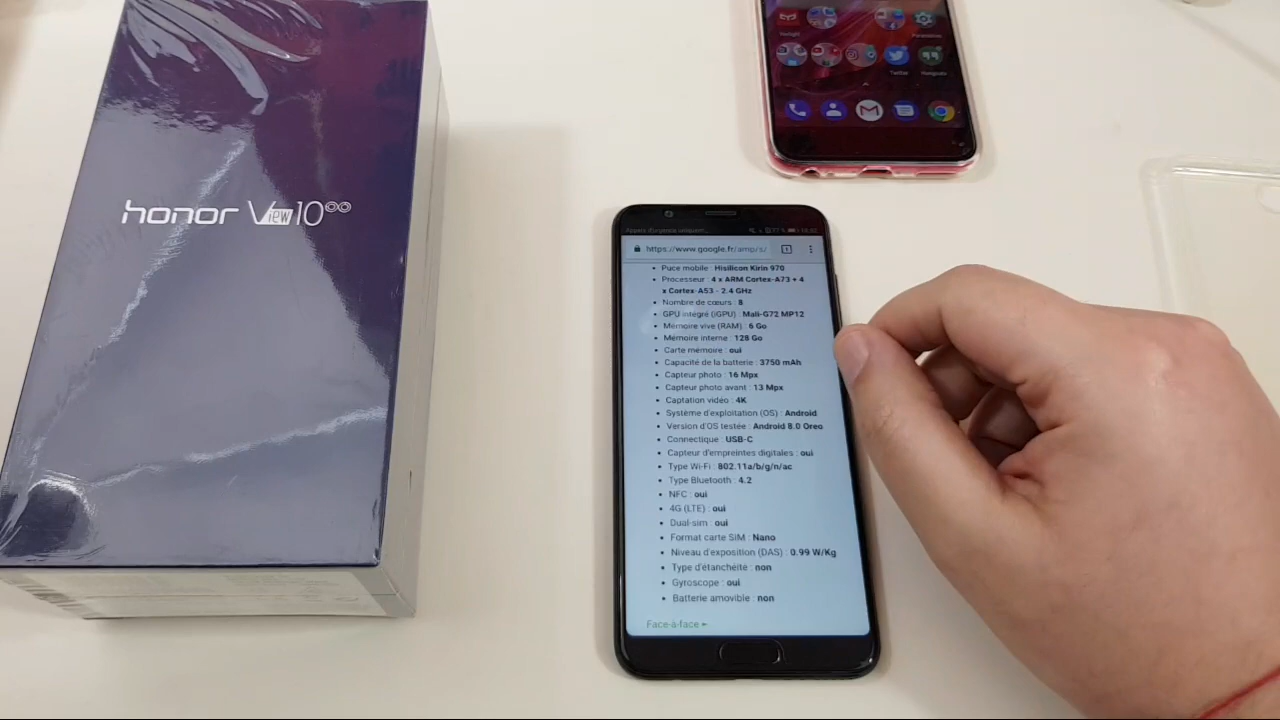 honor View 10
Twitter
Hangouts
https://www.google.fr/amp/s/
Puce mobile : Hisilicon Kirin 970
Processeur : 4 x ARM Cortex-A73 + 4
x Cortex-A53 - 2.4 GHz
Nombre de cœurs : 8
GPU intégré (iGPU) : Mali-G72 MP12
Mémoire vive (RAM) : 6 Go
Mémoire interne : 128 Go
Carte mémoire : oui
Capacité de la batterie : 3750 mAh
Capteur photo : 16 Mpx
Capteur photo avant : 13 Mpx
Captation vidéo : 4K
Système d'exploitation (OS) : Android
Version d'OS testée : Android 8.0 Oreo
Connectique : USB-C
Capteur d'empreintes digitales : oui
Type Wi-Fi : 802.11a/b/g/n/ac
Type Bluetooth : 4.2
NFC : oui
4G (LTE) : oui
Dual-sim : oui
Format carte SIM : Nano
Niveau d'exposition (DAS) : 0.99 W/Kg
Type d'étanchéité : non
Gyroscope : oui
Batterie amovible : non
Face-à-face